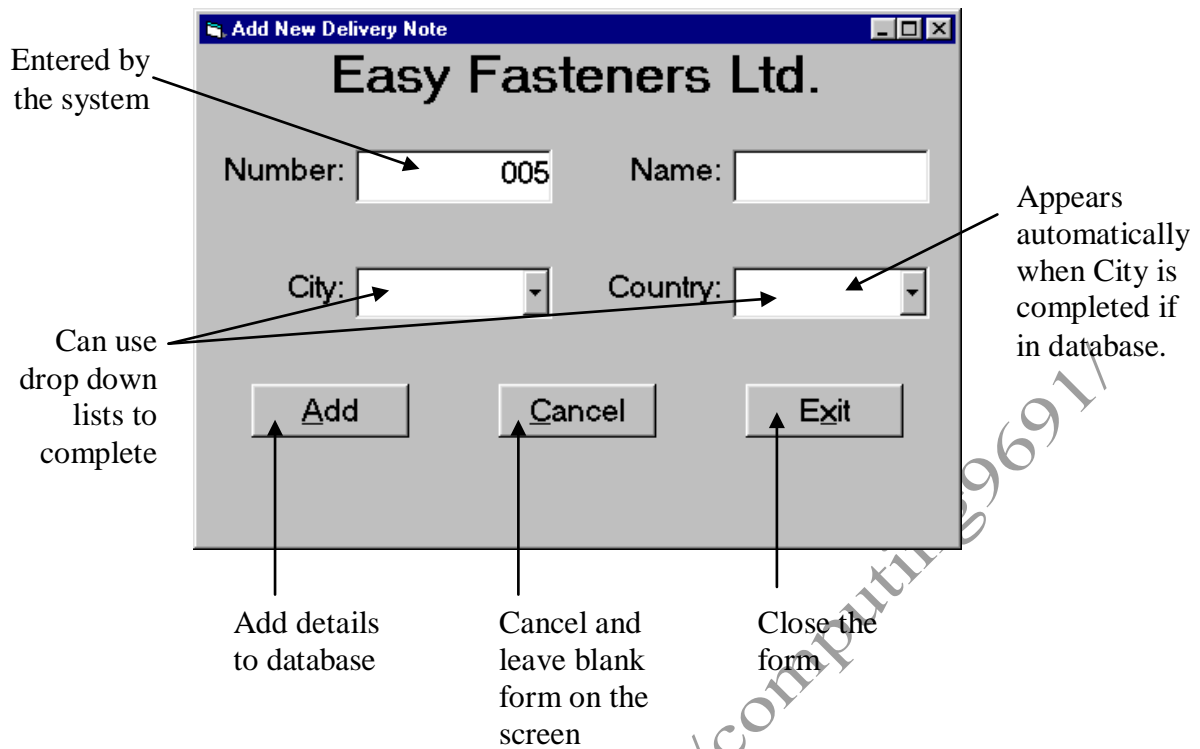 Add New Delivery Note
Easy Fasteners Ltd.
Entered by
the system
Number: 005 Name:
Appears
automatically
when City is
completed if
in database.
City: Country:
Can use
drop down
lists to
complete
Add Cancel Exit
Add details
to database
Cancel and
leave blank
form on the
screen
Close the
form
/computing9691/